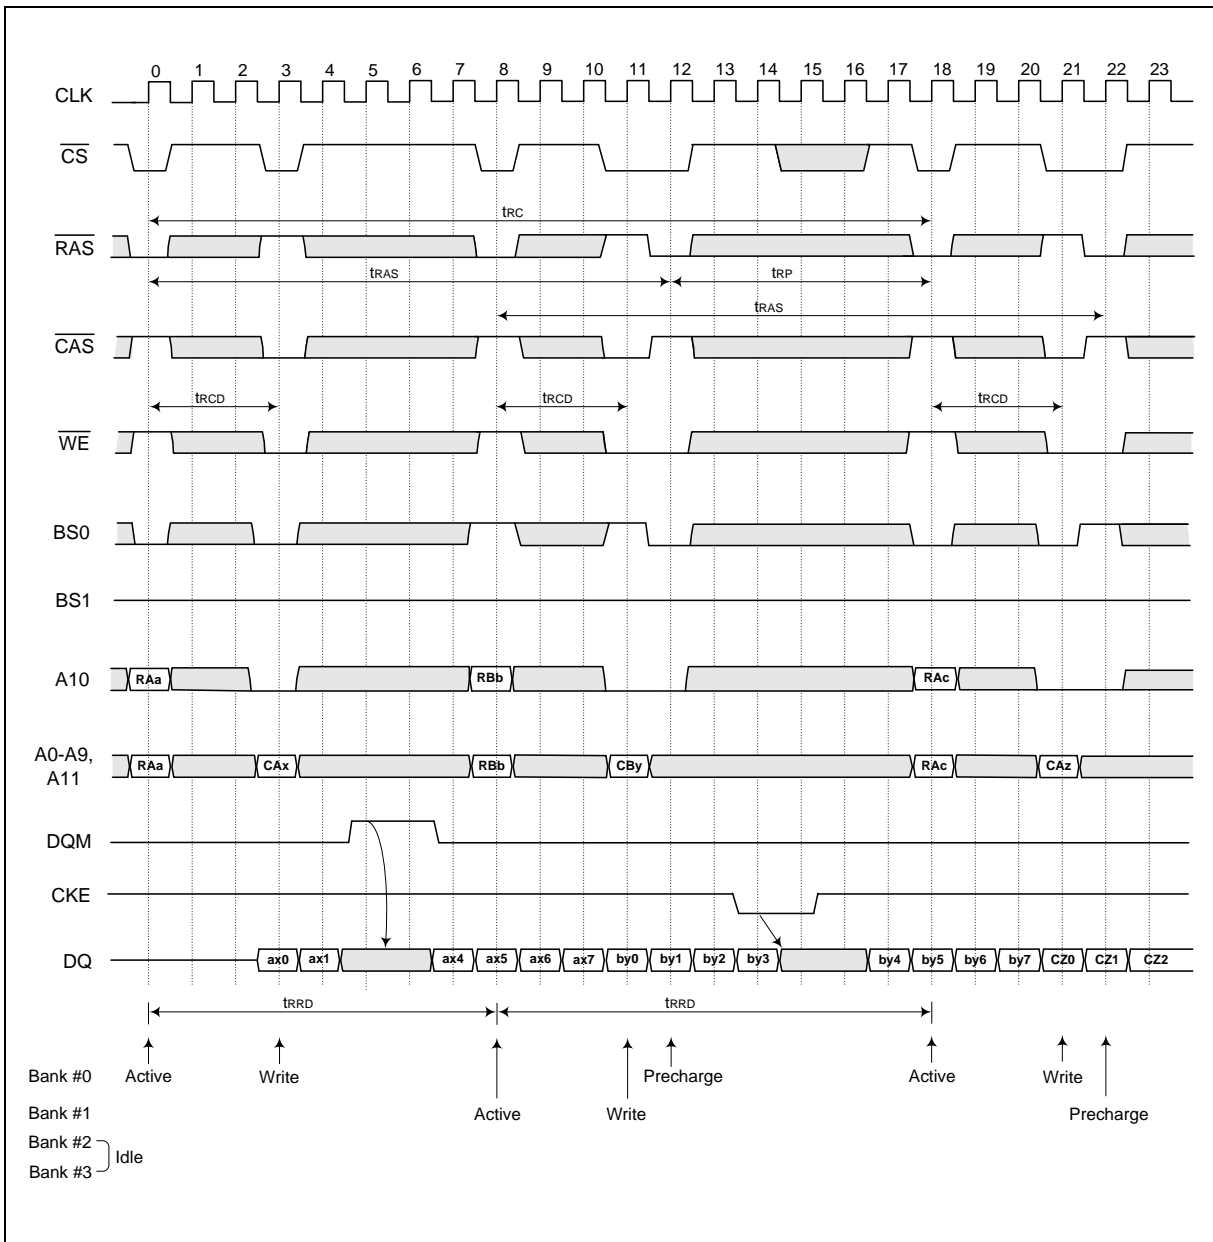 0 1 2 3 4 5 6 7 8 9 10 11 12 13 14 15 16 17 18 19 20 21 22 23
CLK
CS
tRC
RAS
tRAS tRP
tRAS
CAS
tRCD tRCD tRCD
WE
BS0
BS1
A10 RAa RBb RAc
A0-A9,
A11 RAa CAx RBb CBy RAc CAz
DQM
CKE
DQ ax0 ax1 ax4 ax5 ax6 ax7 by0 by1 by2 by3 by4 by5 by6 by7 CZ0 CZ1 CZ2
tRRD tRRD
Bank #0 Active Write Precharge Active Write
Bank #1 Active Write Precharge
Bank #2
Idle
Bank #3